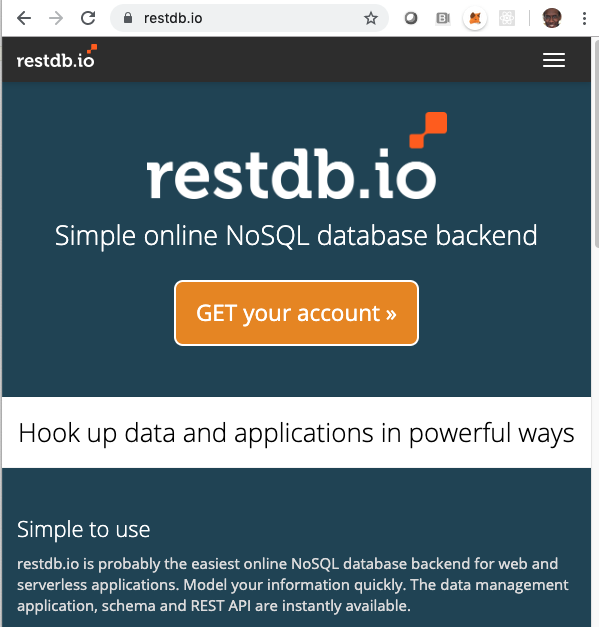 restdb.io
restdb.io
restdb.io
Simple online NoSQL database backend
GET your account »
Hook up data and applications in powerful ways
Simple to use
restdb.io is probably the easiest online NoSQL database backend for web and
serverless applications. Model your information quickly. The data management
application, schema and REST API are instantly available.